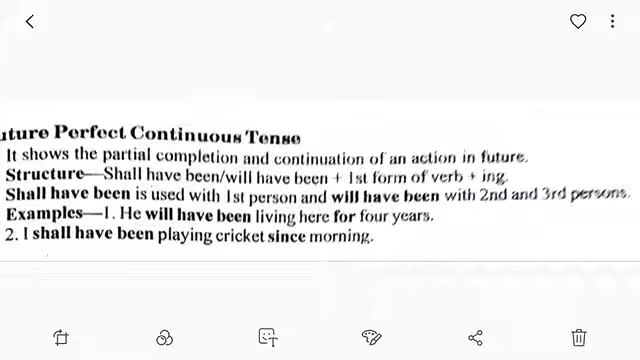 uture Perfect Continuous Tense
It shows the partial completion and continuation of an action in future.
Structure—Shall have been/will have been + 1st form of verb + ing.
Shall have been is used with 1st person and will have been with 2nd and 3rd persons.
Examples—1. He will have been living here for four years.
2. I shall have been playing cricket since morning.